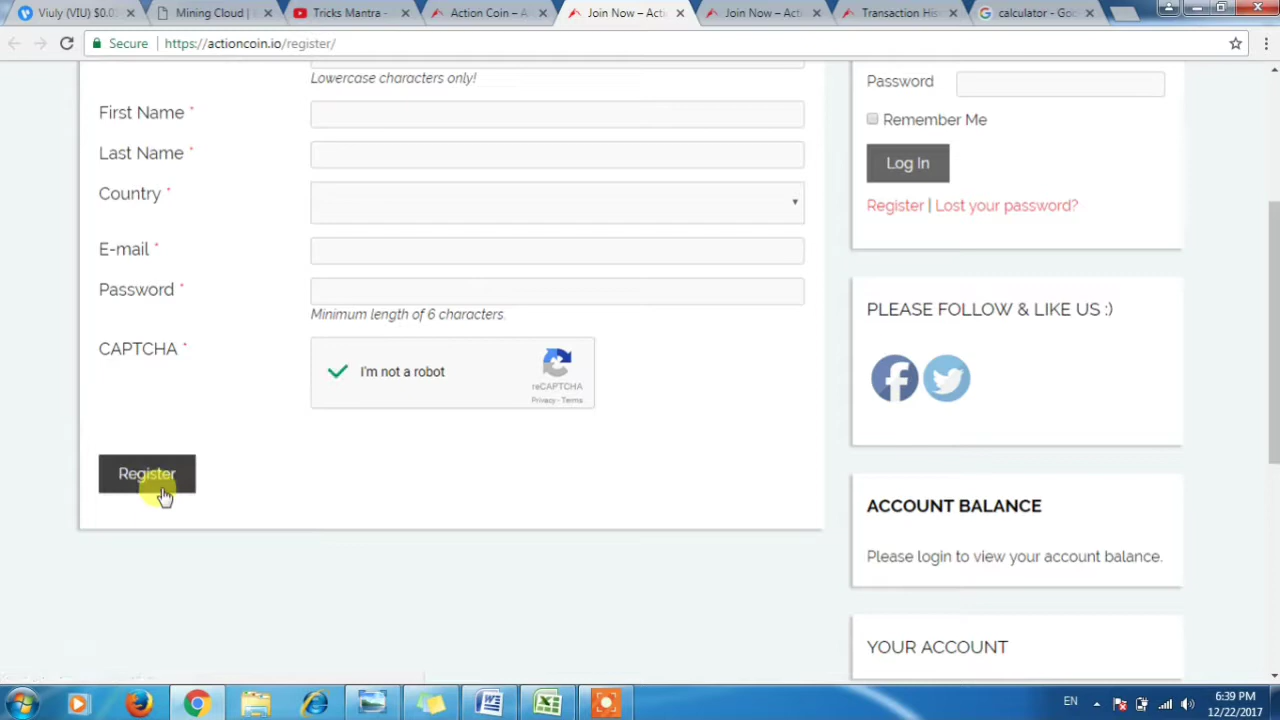 Viuly (VIU) $0.0
Mining Cloud |
Tricks Mantra -
Action Coin – A
Join Now – Acti
Join Now – Acti
Transaction His
calculator - Goo
Secure
https://actioncoin.io/register/
Lowercase characters only!
First Name *
Last Name *
Country *
E-mail *
Password *
Minimum length of 6 characters.
CAPTCHA *
I'm not a robot
reCAPTCHA
Privacy - Terms
Register
Password
Remember Me
Log In
Register | Lost your password?
PLEASE FOLLOW & LIKE US :)
ACCOUNT BALANCE
Please login to view your account balance.
YOUR ACCOUNT
EN
6:39 PM
12/22/2017